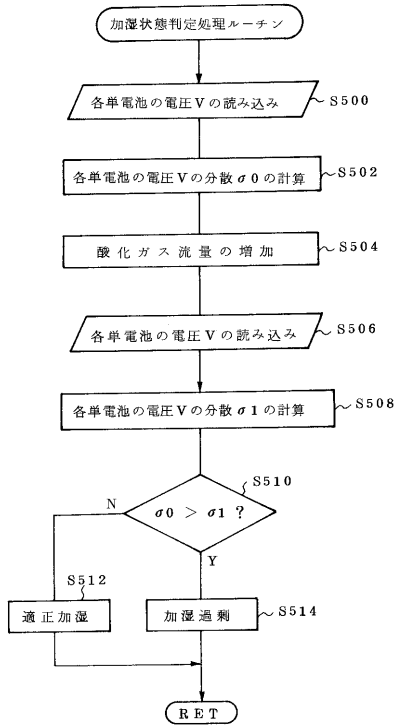 加湿状態判定処理ルーチン
各単電池の電圧Vの読み込み
S500
各単電池の電圧Vの分散σ0の計算
S502
酸化ガス流量の増加
S504
各単電池の電圧Vの読み込み
S506
各単電池の電圧Vの分散σ1の計算
S508
S510
σ0 > σ1 ?
N
Y
S512
適正加湿
加湿過剰
S514
RET